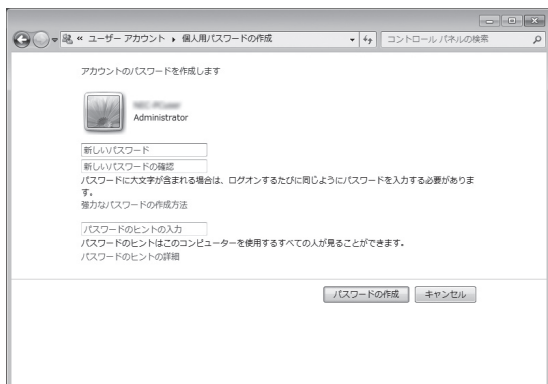 « ユーザー アカウント ▸ 個人用パスワードの作成
コントロール パネルの検索
アカウントのパスワードを作成します
Administrator
新しいパスワード
新しいパスワードの確認
パスワードに大文字が含まれる場合は、ログオンするたびに同じようにパスワードを入力する必要がありま
す。
強力なパスワードの作成方法
パスワードのヒントの入力
パスワードのヒントはこのコンピューターを使用するすべての人が見ることができます。
パスワードのヒントの詳細
パスワードの作成
キャンセル